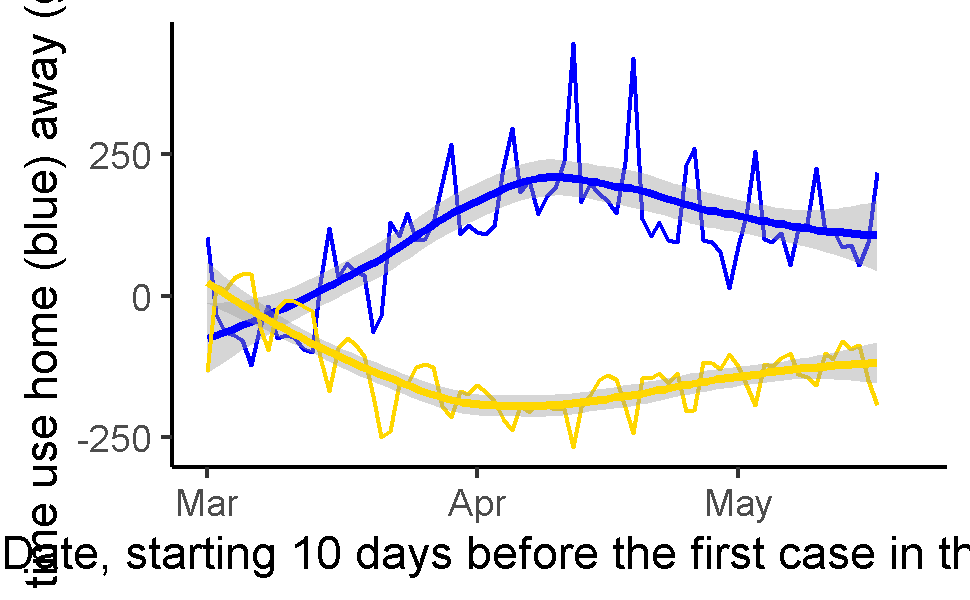 time use home (blue) away (
250
0
-250
Mar Apr May
Date, starting 10 days before the first case in th